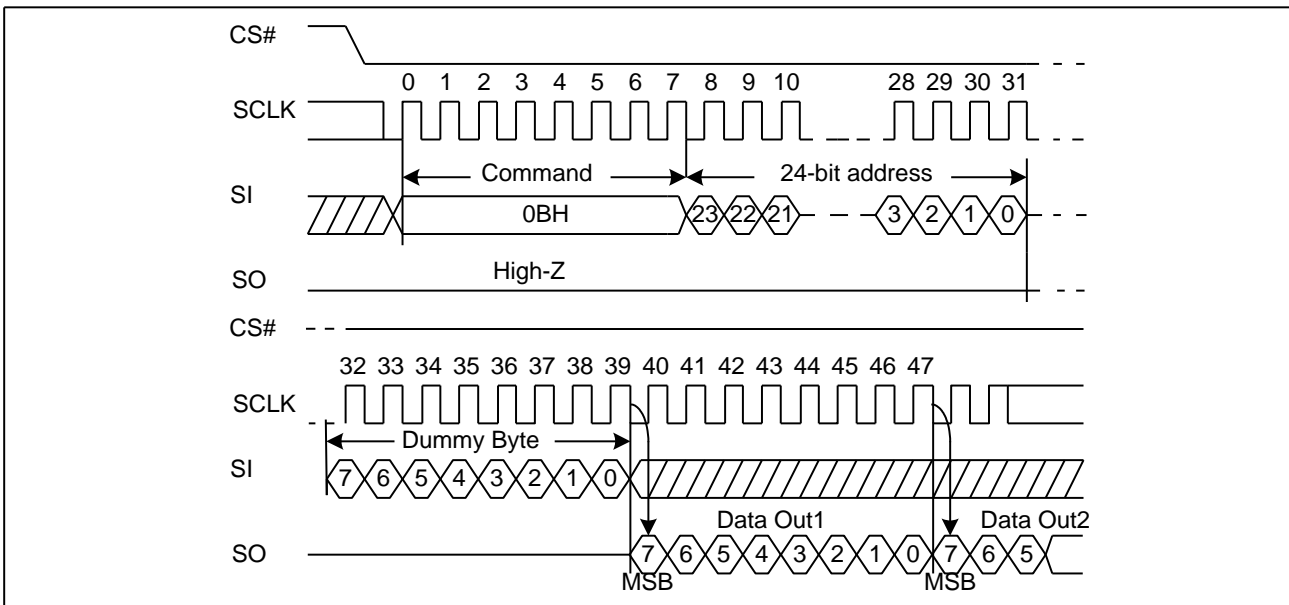 CS#
0 1 2 3 4 5 6 7 8 9 10 28 29 30 31
SCLK
Command 24-bit address
SI
0BH 23 22 21 3 2 1 0
High-Z
SO
CS#
32 33 34 35 36 37 38 39 40 41 42 43 44 45 46 47
SCLK
Dummy Byte
SI 7 6 5 4 3 2 1 0
Data Out1 Data Out2
SO 7 6 5 4 3 2 1 0 7 6 5
MSB MSB